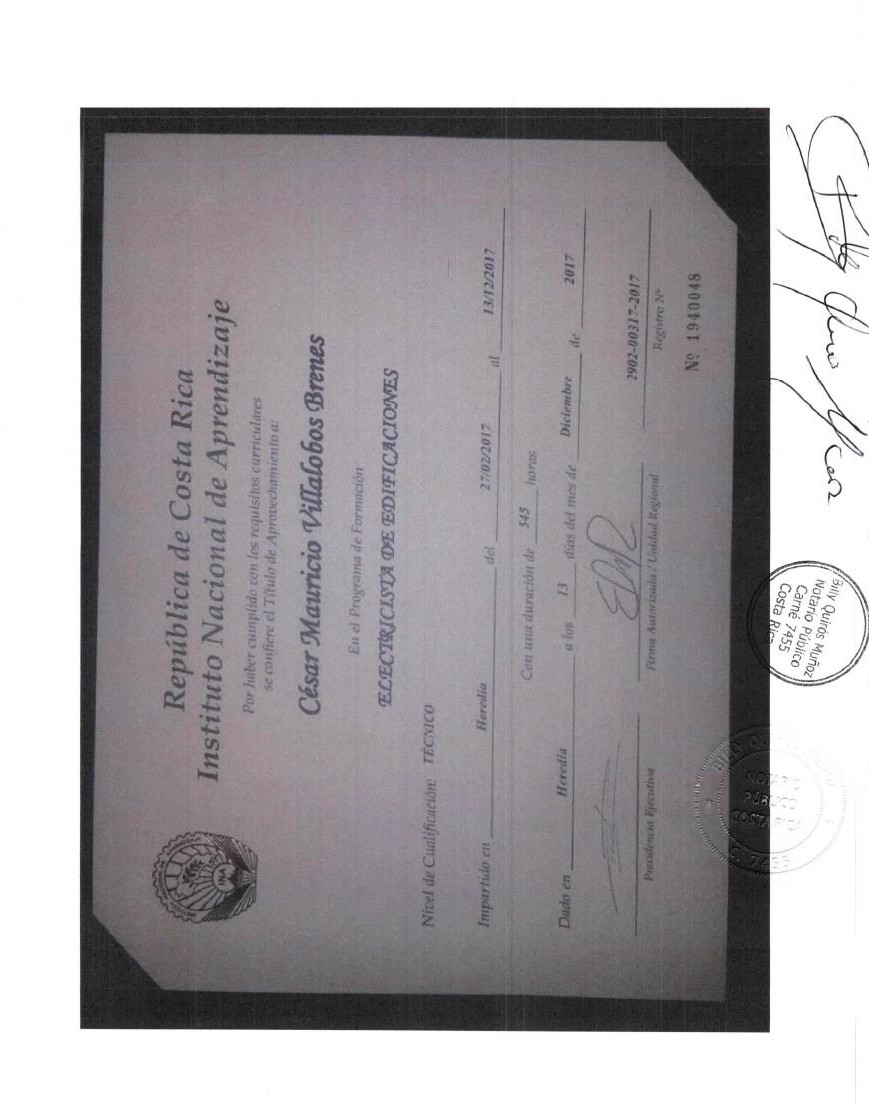 República de Costa Rica
Instituto Nacional de Aprendizaje
Por haber cumplido con los requisitos curriculares
se confiere el Título de Aprovechamiento a:
César Mauricio Villalobos Brenes
En el Programa de Formación
ELECTRICISTA DE EDIFICACIONES
Nivel de Cualificación: TÉCNICO
Impartido en Heredia del 27/02/2017 al 13/12/2017
Con una duración de 545 horas
Dado en Heredia a los 13 días del mes de Diciembre de 2017
2902-00317-2017
Presidencia Ejecutiva Firma Autorizada / Unidad Regional Registro Nº
Nº 1940048
INA
Billy Quirós Muñoz
Notario Público
Carné 7455
Costa Rica
BILLY
NOTARIO
PÚBLICO
COSTA RICA
C. 7455